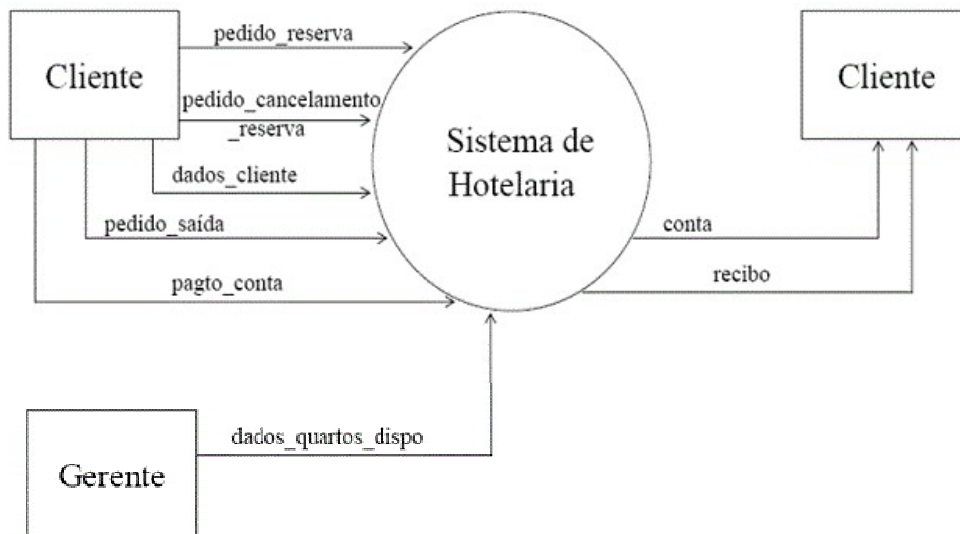 pedido_reserva
Cliente
Cliente
pedido_cancelamento
_reserva
Sistema de
Hotelaria
dados_cliente
pedido_saída
conta
pagto_conta
recibo
dados_quartos_dispo
Gerente